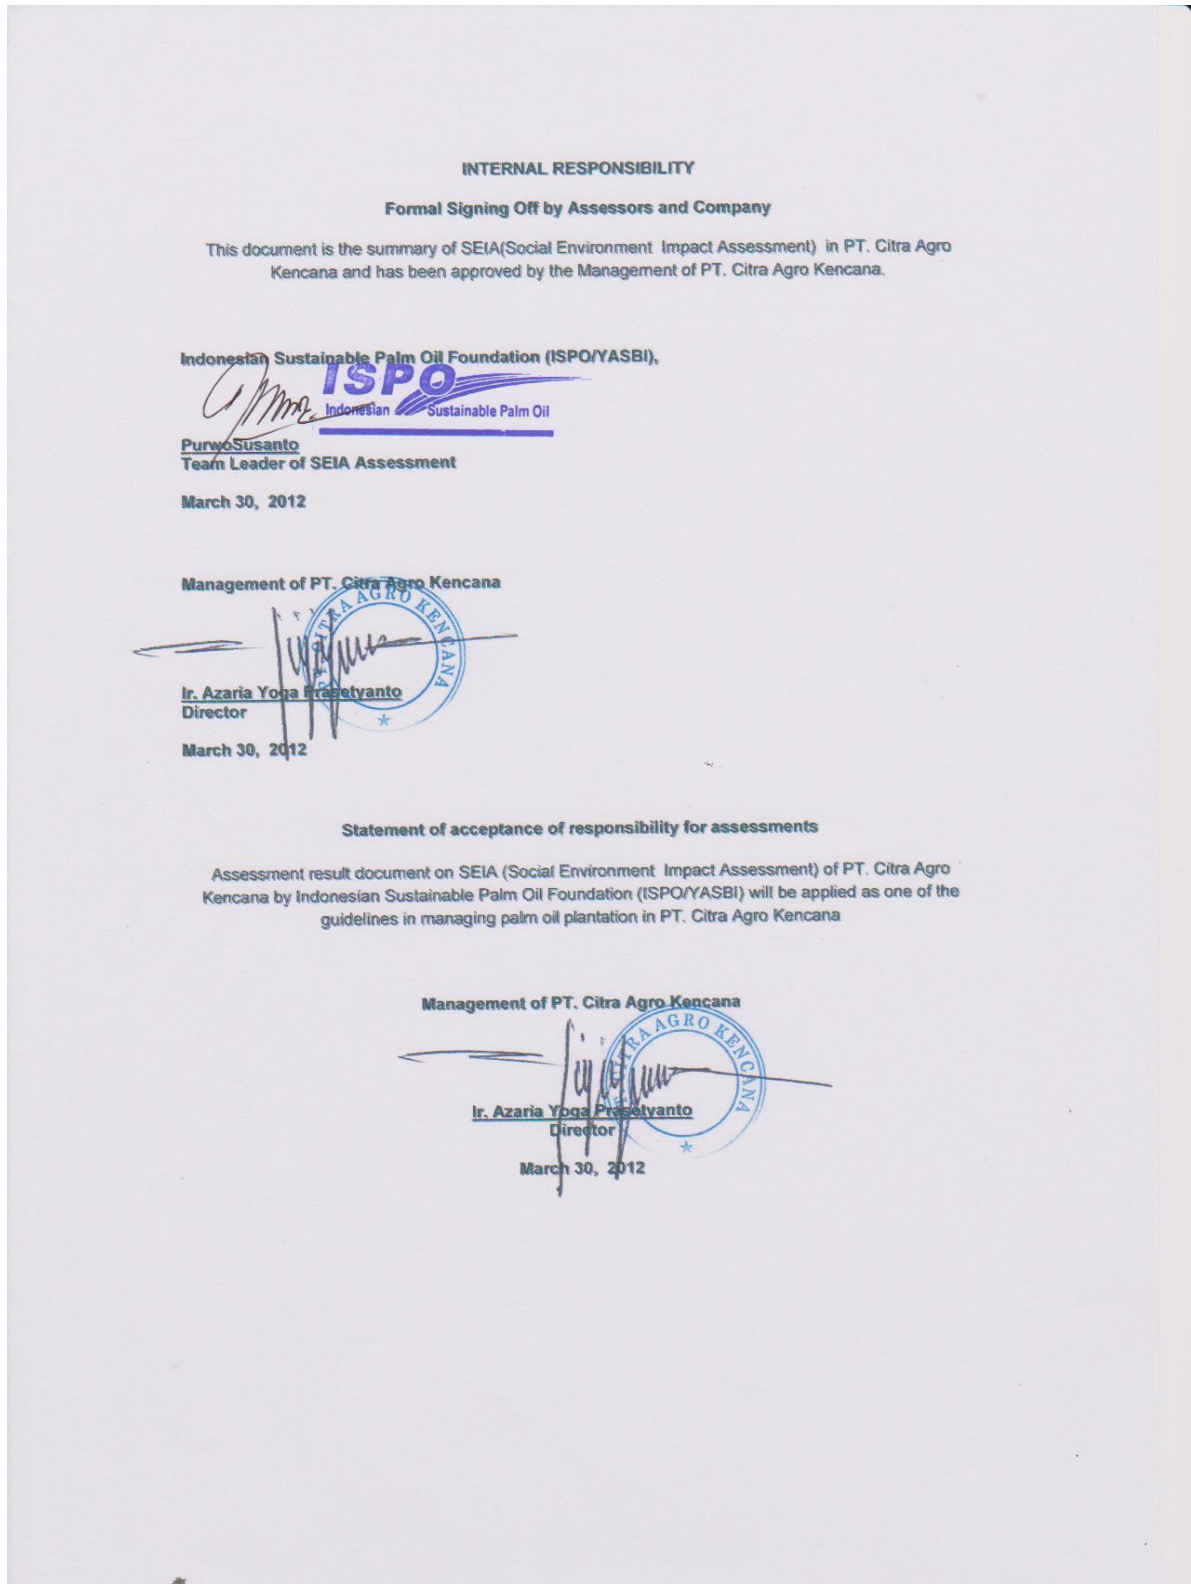 INTERNAL RESPONSIBILITY
Formal Signing Off by Assessors and Company
This document is the summary of SEIA(Social Environment Impact Assessment) in PT. Citra Agro
Kencana and has been approved by the Management of PT. Citra Agro Kencana.
Indonesian Sustainable Palm Oil Foundation (ISPO/YASBI),
ISPO
Indonesian Sustainable Palm Oil
PurwoSusanto
Team Leader of SEIA Assessment
March 30, 2012
Management of PT. Citra Agro Kencana
PT. CITRA AGRO KENCANA
Ir. Azaria Yoga Prasetyanto
Director
March 30, 2012
Statement of acceptance of responsibility for assessments
Assessment result document on SEIA (Social Environment Impact Assessment) of PT. Citra Agro
Kencana by Indonesian Sustainable Palm Oil Foundation (ISPO/YASBI) will be applied as one of the
guidelines in managing palm oil plantation in PT. Citra Agro Kencana
Management of PT. Citra Agro Kencana
PT. CITRA AGRO KENCANA
Ir. Azaria Yoga Prasetyanto
Director
March 30, 2012